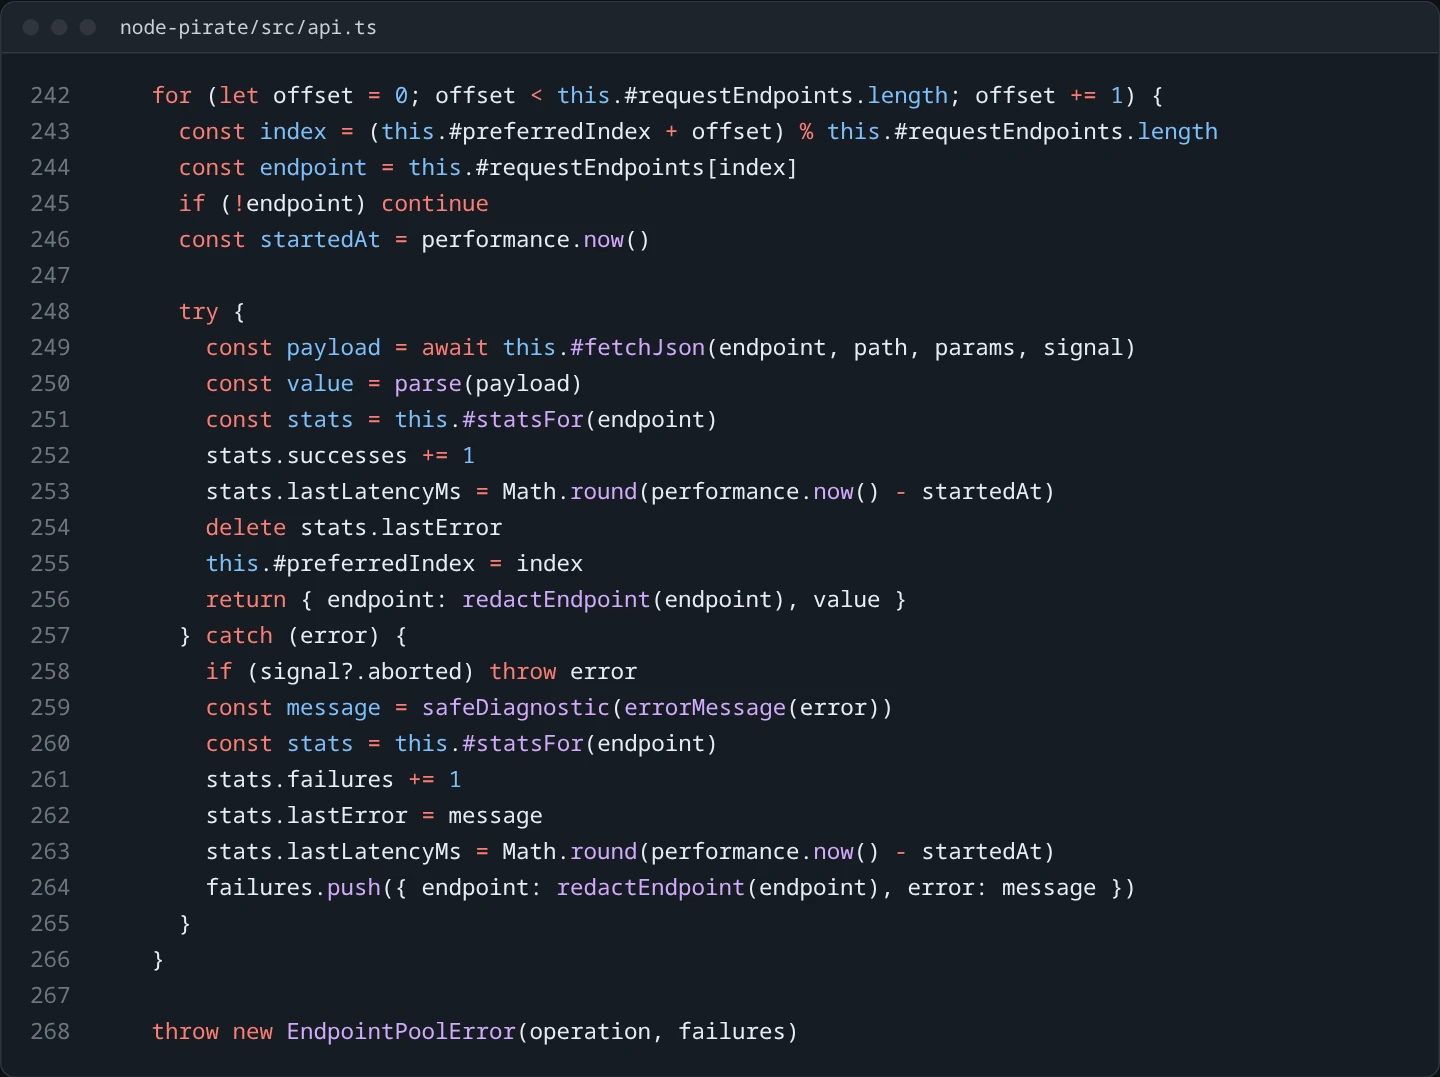 node-pirate/src/api.ts
242 for (let offset = 0; offset < this.#requestEndpoints.length; offset += 1) {
243 const index = (this.#preferredIndex + offset) % this.#requestEndpoints.length
244 const endpoint = this.#requestEndpoints[index]
245 if (!endpoint) continue
246 const startedAt = performance.now()
247
248 try {
249 const payload = await this.#fetchJson(endpoint, path, params, signal)
250 const value = parse(payload)
251 const stats = this.#statsFor(endpoint)
252 stats.successes += 1
253 stats.lastLatencyMs = Math.round(performance.now() - startedAt)
254 delete stats.lastError
255 this.#preferredIndex = index
256 return { endpoint: redactEndpoint(endpoint), value }
257 } catch (error) {
258 if (signal?.aborted) throw error
259 const message = safeDiagnostic(errorMessage(error))
260 const stats = this.#statsFor(endpoint)
261 stats.failures += 1
262 stats.lastError = message
263 stats.lastLatencyMs = Math.round(performance.now() - startedAt)
264 failures.push({ endpoint: redactEndpoint(endpoint), error: message })
265 }
266 }
267
268 throw new EndpointPoolError(operation, failures)